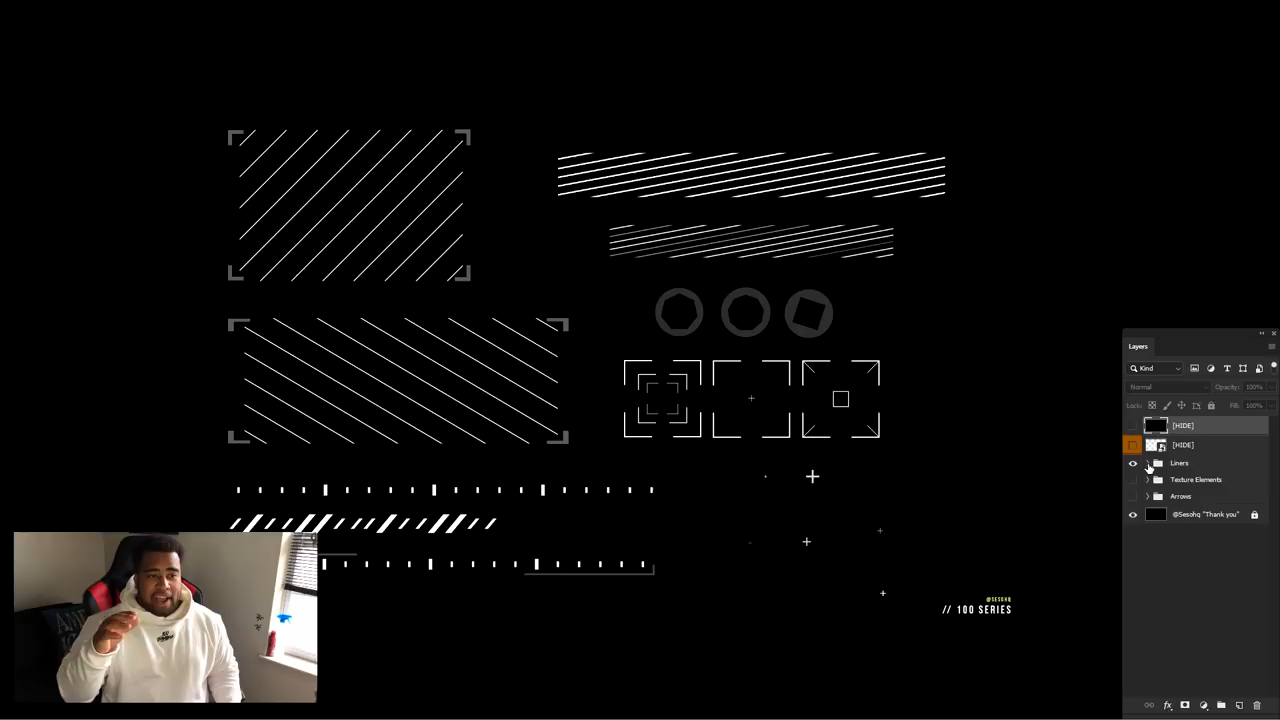 @SESOHQ
// 100 SERIES
Layers
Kind
Normal
Opacity: 100%
Lock:
Fill: 100%
[HIDE]
[HIDE]
Liners
Texture Elements
Arrows
@Sesohq "Thank you"
fx